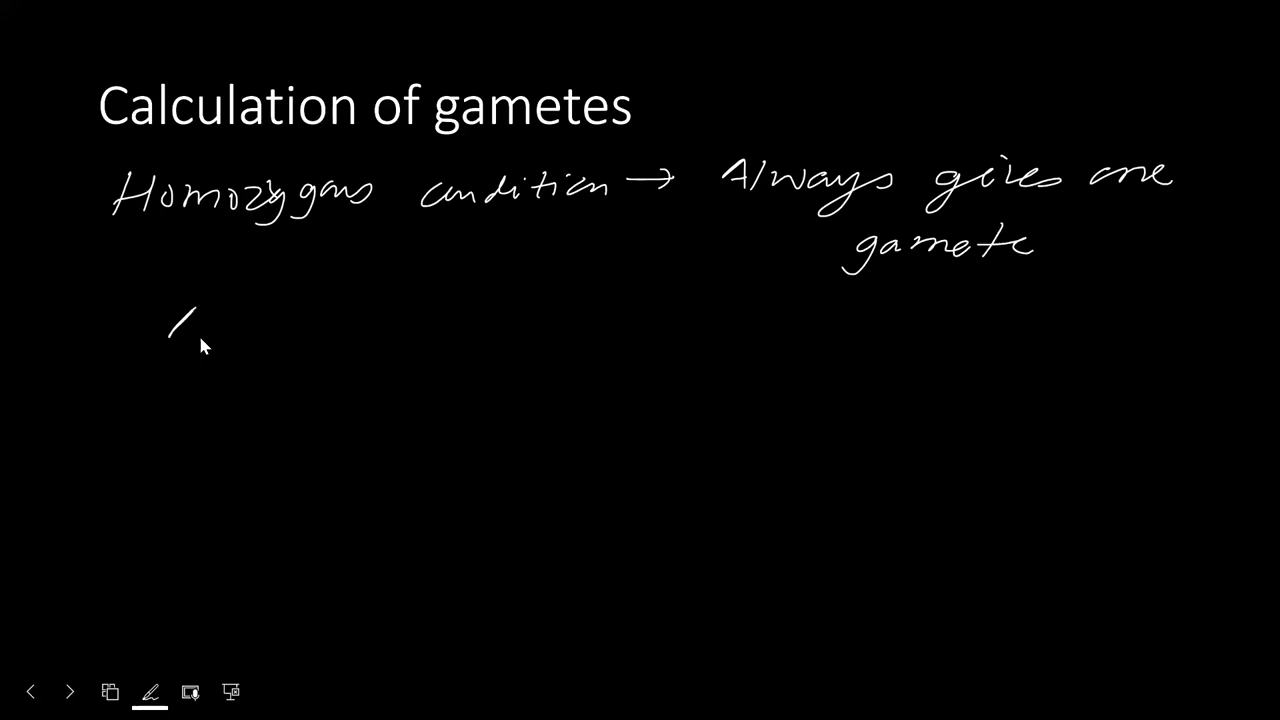 Calculation of gametes
Homozygous condition → Always gives one
gamete